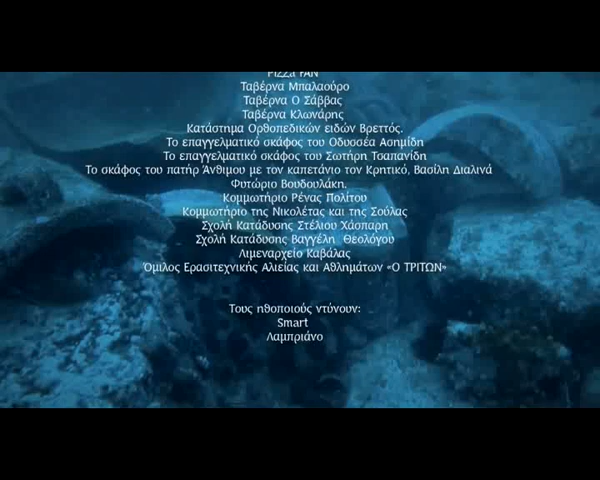 PIZZA FAN
Ταβέρνα Μπαλαούρο
Ταβέρνα Ο Σάββας
Ταβέρνα Κλωνάρης
Κατάστημα Ορθοπεδικών ειδών Βρεττός.
Το επαγγελματικό σκάφος του Οδυσσέα Ασημίδη
Το επαγγελματικό σκάφος του Σωτήρη Τσαπανίδη
Το σκάφος του πατήρ Άνθιμου με τον καπετάνιο τον Κρητικό, Βασίλη Διαλινά
Φυτώριο Βουδουλάκη.
Κομμωτήριο Ρένας Πολίτου
Κομμωτήριο της Νικολέτας και της Σούλας
Σχολή Κατάδυσης Στέλιου Χάσπαρη
Σχολή Κατάδυσης Βαγγέλη Θεολόγου
Λιμεναρχείο Καβάλας
Όμιλος Ερασιτεχνικής Αλιείας και Αθλημάτων «Ο ΤΡΙΤΩΝ»
Τους ηθοποιούς ντύνουν:
Smart
Λαμπριάνο